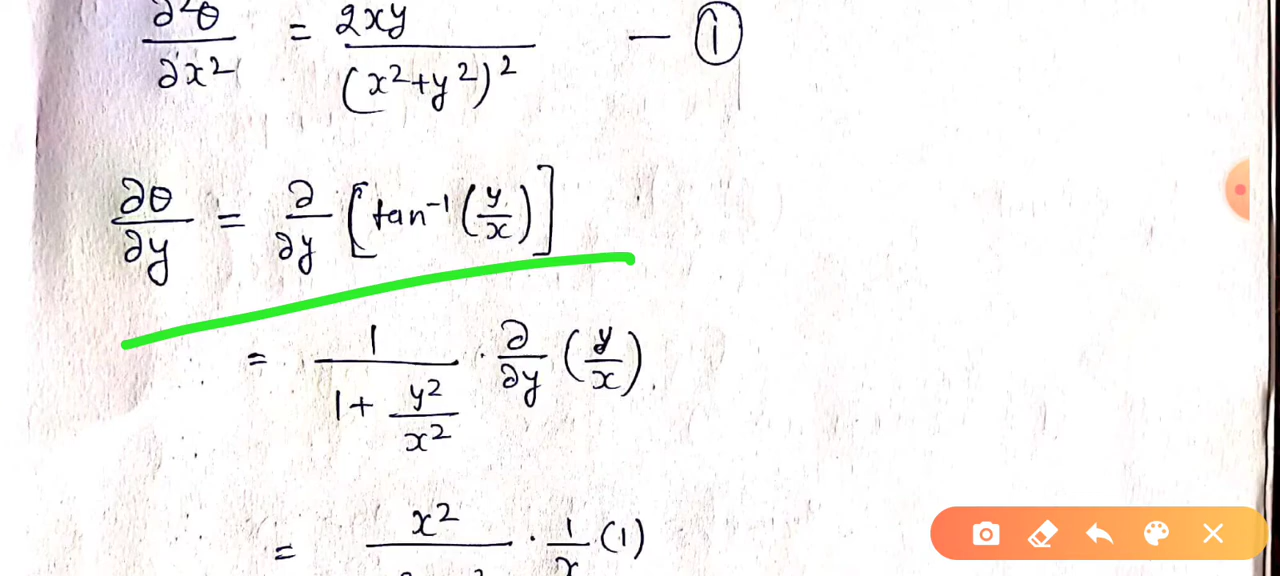 ∂²θ/∂x² = 2xy/(x²+y²)² — ①
∂θ/∂y = ∂/∂y [tan⁻¹(y/x)]
= 1/(1+y²/x²) · ∂/∂y (y/x).
= x² · 1/x (1)